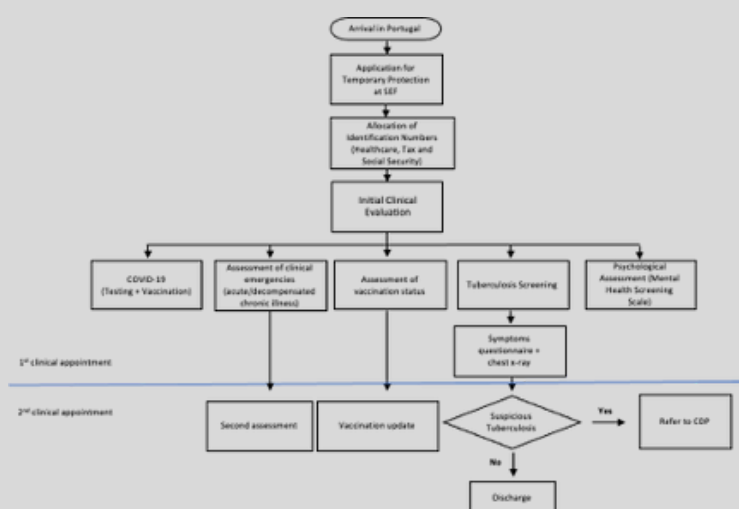 Arrival in Portugal
Application for
Temporary Protection
at SEF
Allocation of
Identification Numbers
(Healthcare, Tax and
Social Security)
Initial Clinical
Evaluation
COVID-19
(Testing + Vaccination)
Assessment of clinical
emergencies
(acute/decompensated
chronic illness)
Assessment of
vaccination status
Tuberculosis Screening
Psychological
Assessment (Mental
Health Screening
Scale)
Symptoms
questionnaire +
chest x-ray
1st clinical appointment
2nd clinical appointment
Second assessment
Vaccination update
Suspicious
Tuberculosis
Yes
Refer to CDP
No
Discharge